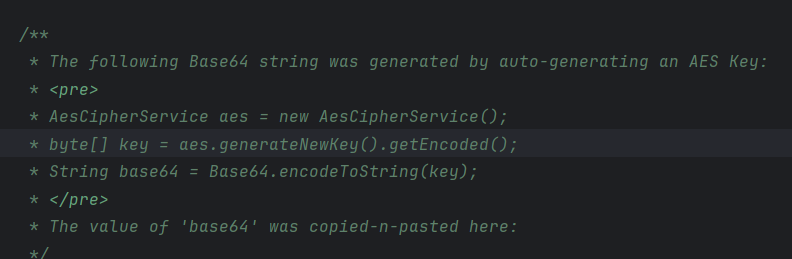 /**
* The following Base64 string was generated by auto-generating an AES Key:
* <pre>
* AesCipherService aes = new AesCipherService();
* byte[] key = aes.generateNewKey().getEncoded();
* String base64 = Base64.encodeToString(key);
* </pre>
* The value of 'base64' was copied-n-pasted here:
*/